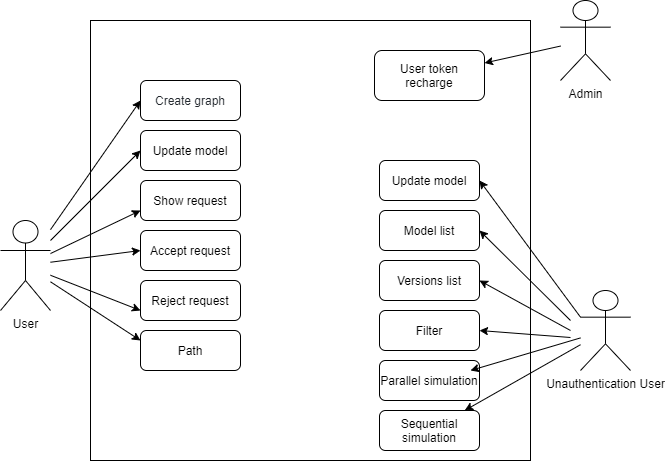 User token
recharge
Admin
Create graph
Update model
Show request
Accept request
Reject request
Path
User
Update model
Model list
Versions list
Filter
Parallel simulation
Sequential
simulation
Unauthentication User